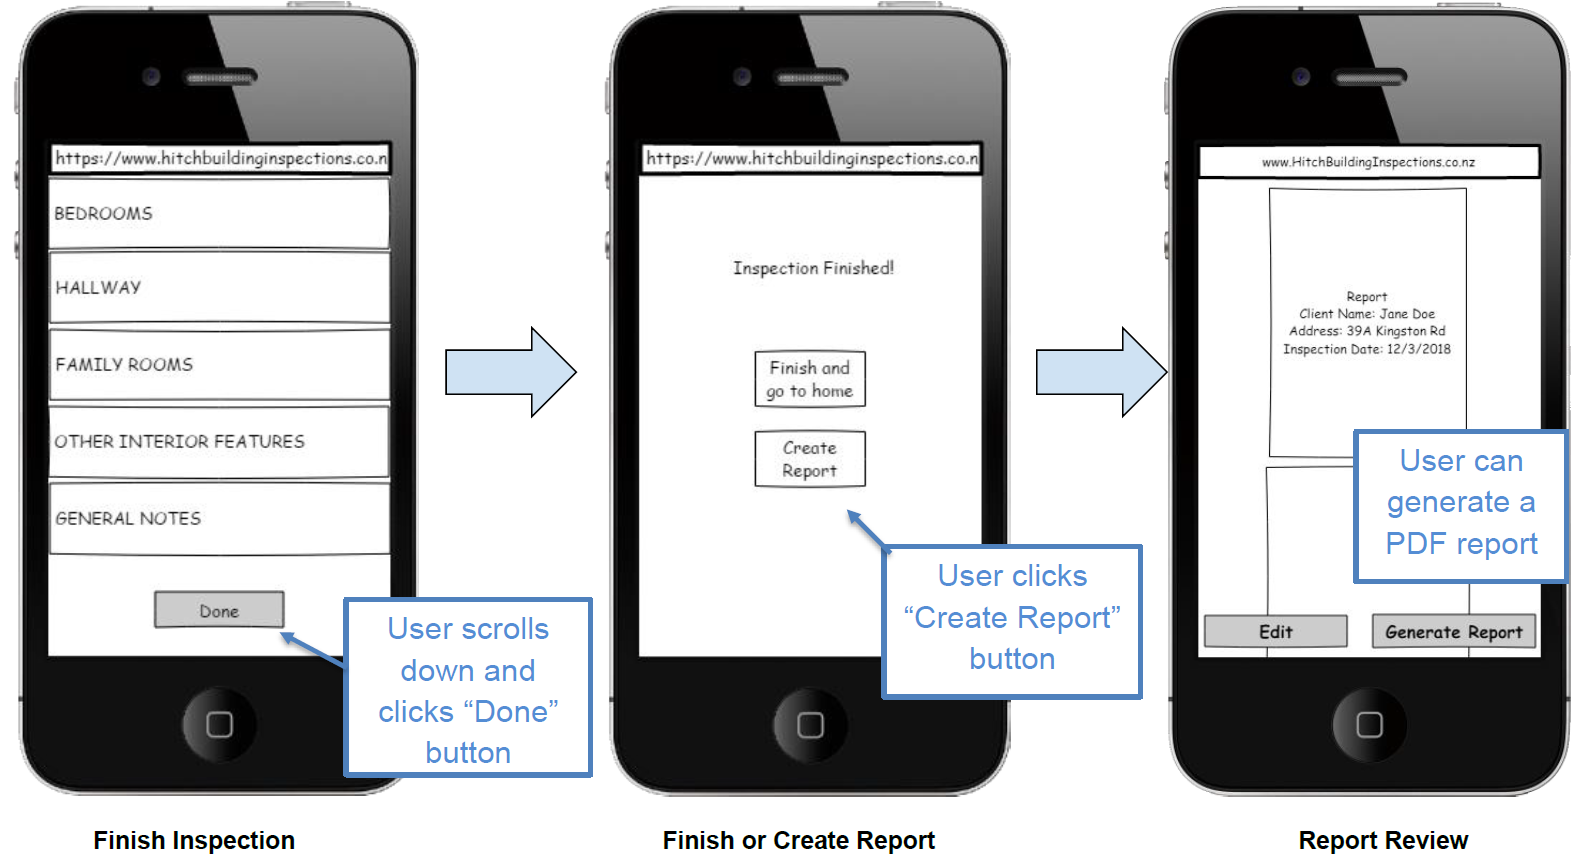 https://www.hitchbuildinginspections.co.n
BEDROOMS
HALLWAY
FAMILY ROOMS
OTHER INTERIOR FEATURES
GENERAL NOTES
Done
User scrolls
down and
clicks “Done”
button
Finish Inspection
https://www.hitchbuildinginspections.co.n
Inspection Finished!
Finish and
go to home
Create
Report
User clicks
“Create Report”
button
Finish or Create Report
www.HitchBuildingInspections.co.nz
Report
Client Name: Jane Doe
Address: 39A Kingston Rd
Inspection Date: 12/3/2018
User can
generate a
PDF report
Edit
Generate Report
Report Review